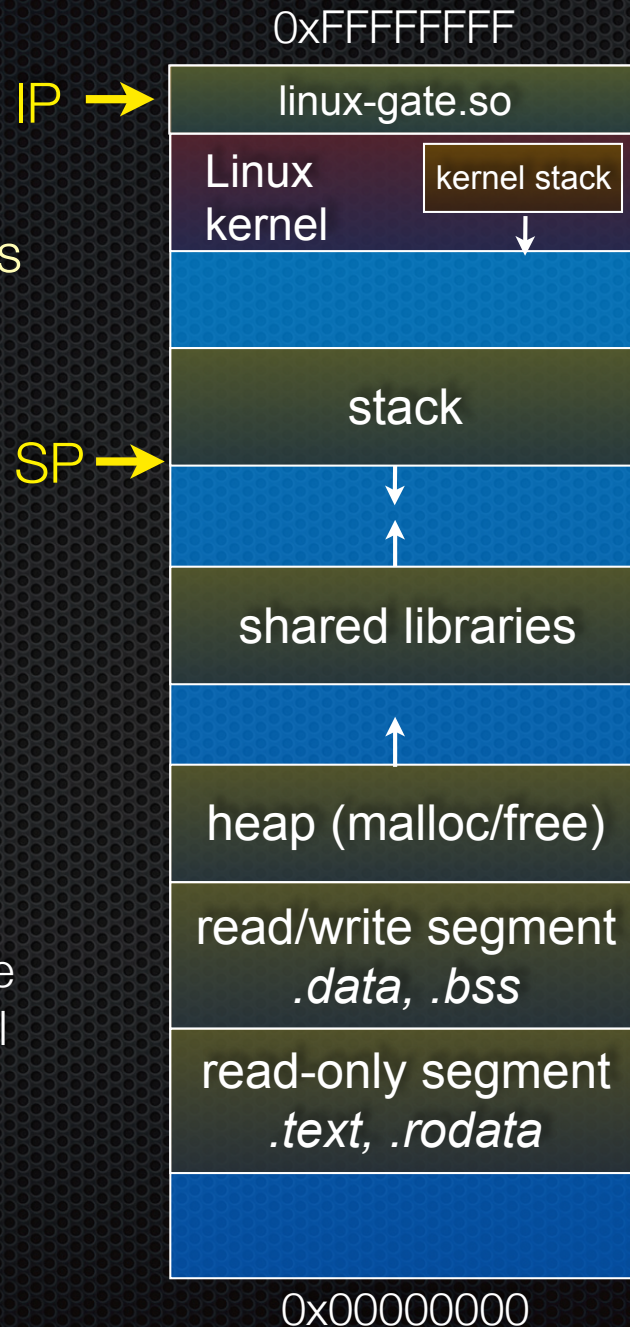 0xFFFFFFFF
IP
linux-gate.so
Linux
kernel
kernel stack
s
stack
SP
shared libraries
heap (malloc/free)
read/write segment
.data, .bss
e
l
read-only segment
.text, .rodata
0x00000000